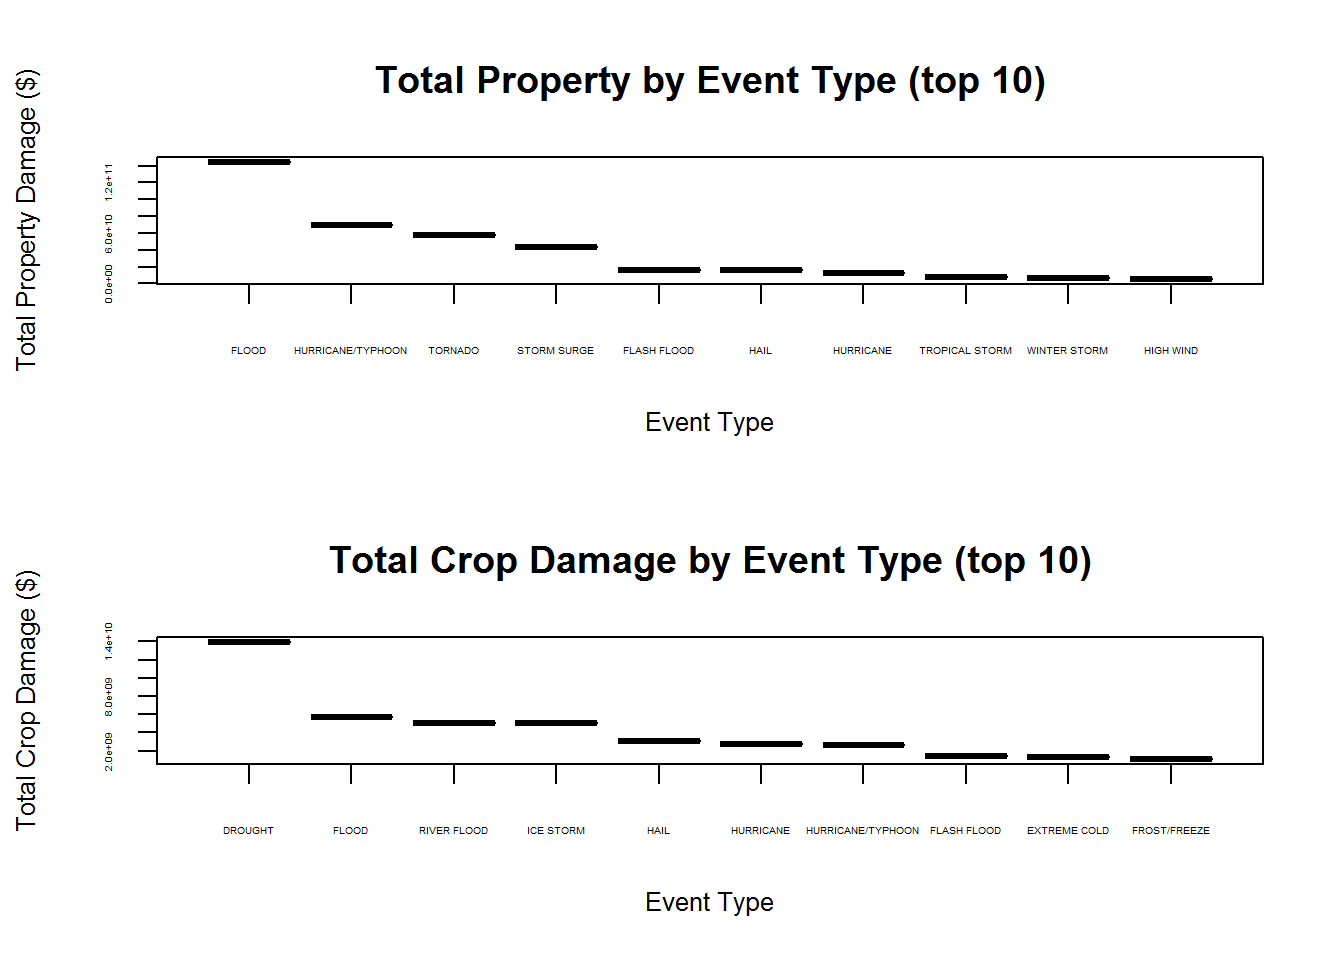 Total Property by Event Type (top 10)
Total Property Damage ($)
1.2e+11
6.0e+10
0.0e+00
FLOOD HURRICANE/TYPHOON TORNADO STORM SURGE FLASH FLOOD HAIL HURRICANE TROPICAL STORM WINTER STORM HIGH WIND
Event Type
Total Crop Damage by Event Type (top 10)
Total Crop Damage ($)
1.4e+10
8.0e+09
2.0e+09
DROUGHT FLOOD RIVER FLOOD ICE STORM HAIL HURRICANE HURRICANE/TYPHOON FLASH FLOOD EXTREME COLD FROST/FREEZE
Event Type